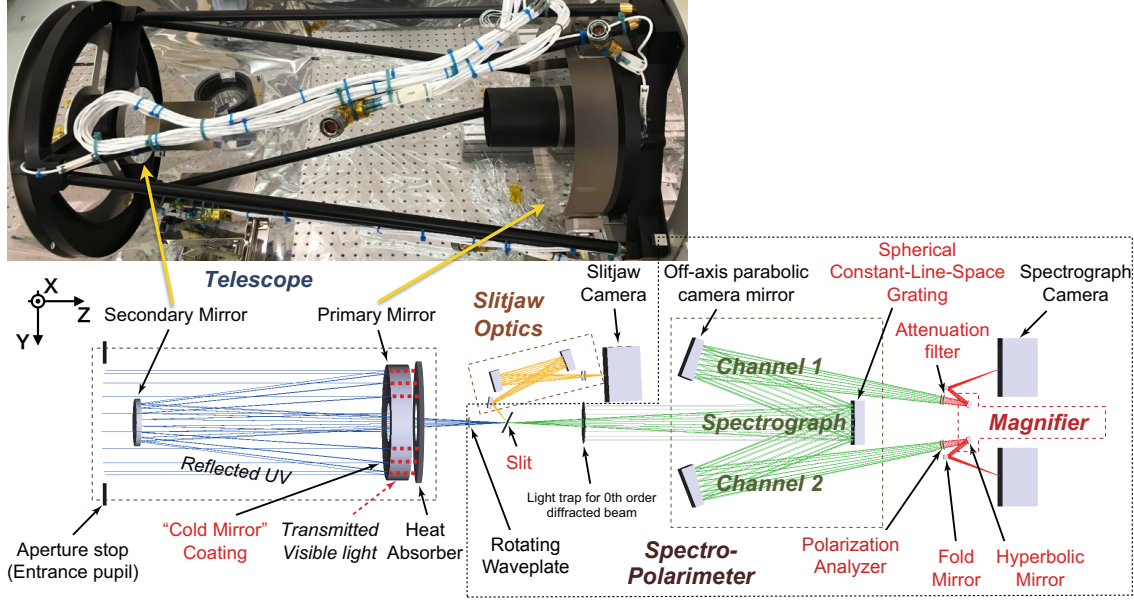 Telescope
X
Z
Y
Secondary Mirror
Primary Mirror
Slitjaw
Optics
Slitjaw
Camera
Off-axis parabolic
camera mirror
Spherical
Constant-Line-Space
Grating
Spectrograph
Camera
Attenuation
filter
Channel 1
Spectrograph
Magnifier
Channel 2
Reflected UV
Slit
Light trap for 0th order
diffracted beam
Aperture stop
(Entrance pupil)
“Cold Mirror”
Coating
Transmitted
Visible light
Heat
Absorber
Rotating
Waveplate
Spectro-
Polarimeter
Polarization
Analyzer
Fold
Mirror
Hyperbolic
Mirror